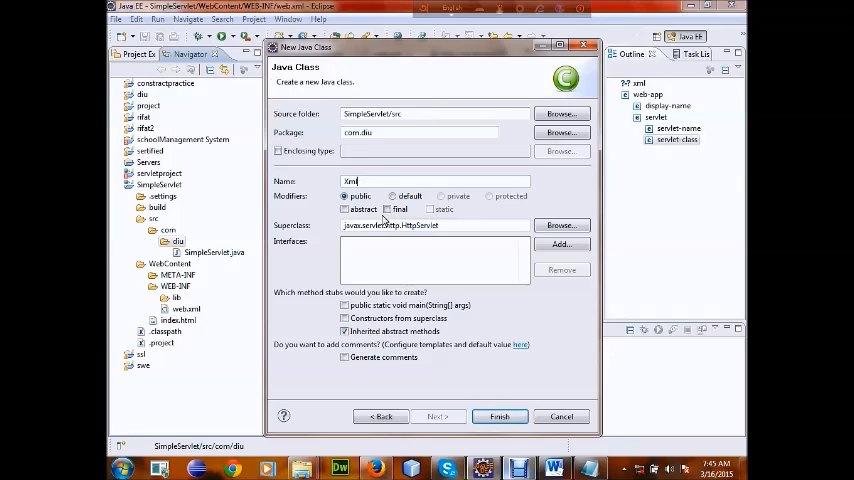 SimpleServlet/WebContent/WEB-INF/web.xml - Eclipse
English
File Edit Run Navigate Search Project Window
Java EE
Project Ex
Navigator
constractpractice
diu
project
rifat
rifat2
schoolManagement System
sertified
Servers
servletproject
SimpleServlet
.settings
build
src
com
diu
SimpleServlet.java
WebContent
META-INF
WEB-INF
lib
web.xml
index.html
.classpath
.project
ssl
swe
New Java Class
Java Class
Create a new Java class.
Source folder: SimpleServlet/src Browse...
Package: com.diu Browse...
Enclosing type: Browse...
Name: Xml
Modifiers: public default private protected
abstract final static
Superclass: javax.servlet.http.HttpServlet Browse...
Interfaces: Add...
Remove
Which method stubs would you like to create?
public static void main(String[] args)
Constructors from superclass
Inherited abstract methods
Do you want to add comments? (Configure templates and default value here)
Generate comments
? < Back Next > Finish Cancel
Outline
Task Lis
xml
web-app
display-name
servlet
servlet-name
servlet-class
SimpleServlet/src/com/diu
Dw
7:45 AM
3/16/2015